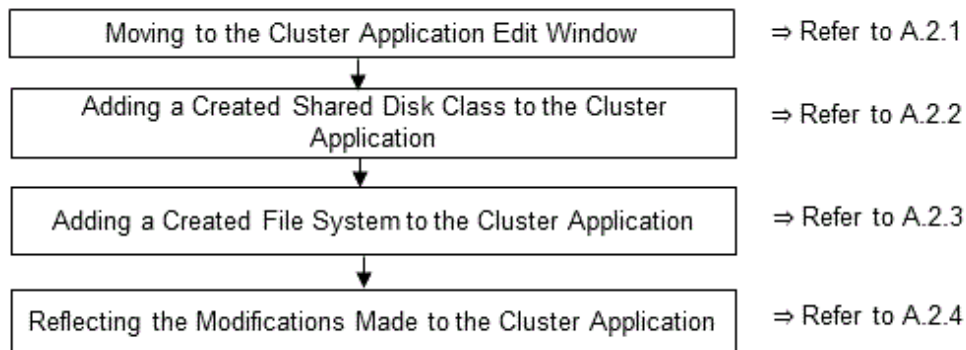 Moving to the Cluster Application Edit Window ⇒ Refer to A.2.1
Adding a Created Shared Disk Class to the Cluster
Application
⇒ Refer to A.2.2
Adding a Created File System to the Cluster Application ⇒ Refer to A.2.3
Reflecting the Modifications Made to the Cluster Application ⇒ Refer to A.2.4